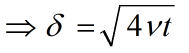 ⇒ δ = √4νt